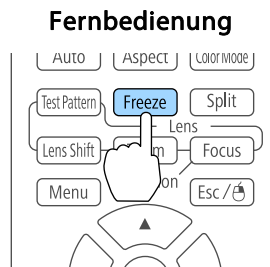 Fernbedienung
Auto Aspect Color Mode
Test Pattern Freeze Split
Lens
Lens Shift Focus
Menu Esc /